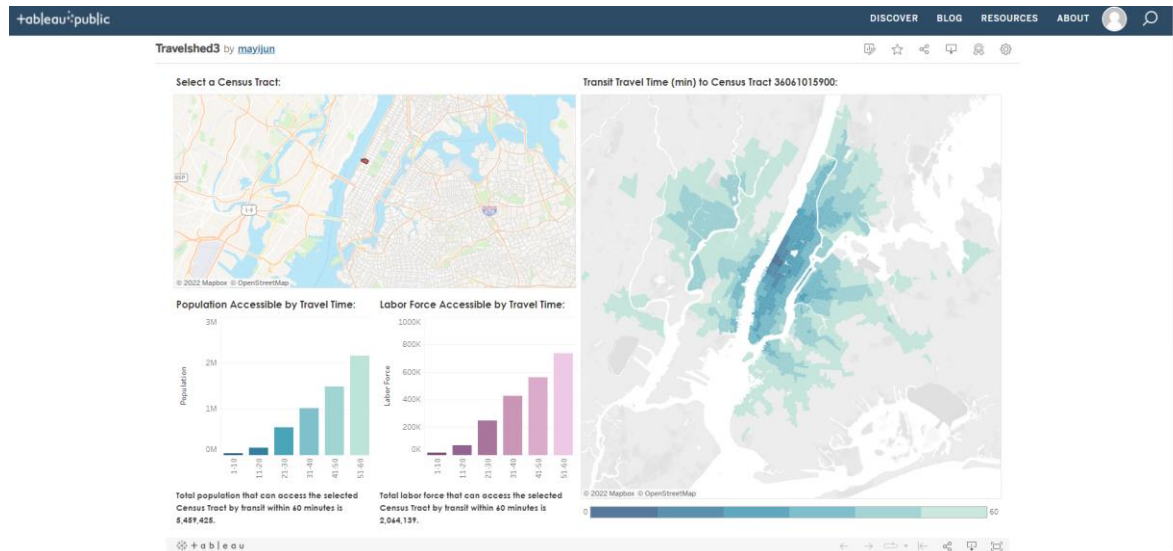 +ableau public
DISCOVER BLOG RESOURCES ABOUT
Travelshed3 by mayijun
Select a Census Tract:
© 2022 Mapbox © OpenStreetMap
Population Accessible by Travel Time:
3M
2M
1M
0M
Population
1-10
11-20
21-30
31-40
41-50
51-60
Total population that can access the selected
Census Tract by transit within 60 minutes is
5,459,425.
Labor Force Accessible by Travel Time:
1000K
800K
600K
400K
200K
0K
Labor Force
1-10
11-20
21-30
31-40
41-50
51-60
Total labor force that can access the selected
Census Tract by transit within 60 minutes is
2,064,139.
Transit Travel Time (min) to Census Tract 36061015900:
© 2022 Mapbox © OpenStreetMap
0
60
+ a b | e a u